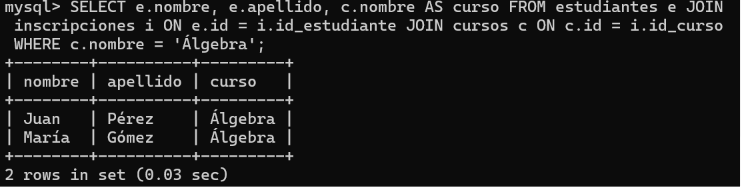 mysql> SELECT e.nombre, e.apellido, c.nombre AS curso FROM estudiantes e JOIN
 inscripciones i ON e.id = i.id_estudiante JOIN cursos c ON c.id = i.id_curso
 WHERE c.nombre = 'Álgebra';
+--------+----------+---------+
| nombre | apellido | curso   |
+--------+----------+---------+
| Juan   | Pérez    | Álgebra |
| María  | Gómez    | Álgebra |
+--------+----------+---------+
2 rows in set (0.03 sec)